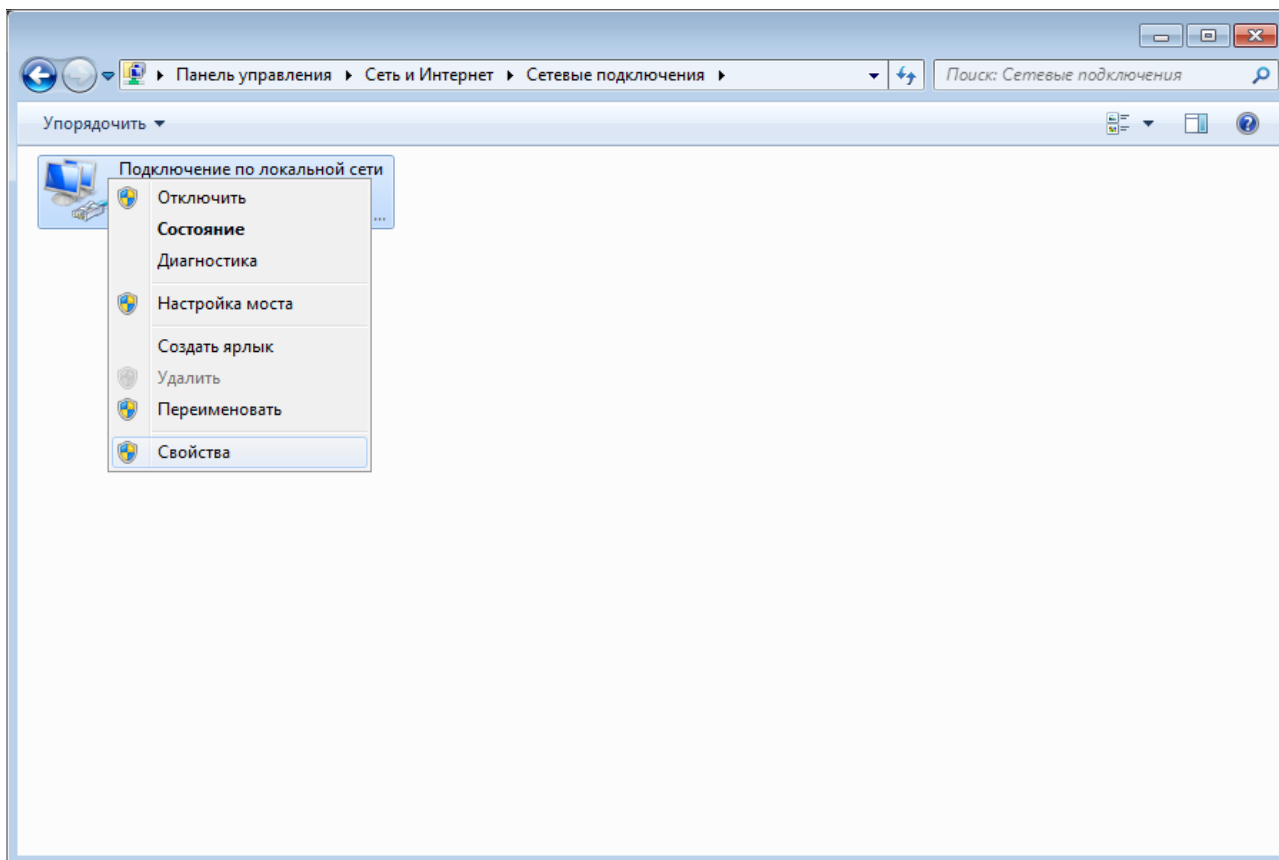 Панель управления Сеть и Интернет Сетевые подключения Поиск: Сетевые подключения
Упорядочить
Подключение по локальной сети
...
Отключить
Состояние
Диагностика
Настройка моста
Создать ярлык
Удалить
Переименовать
Свойства